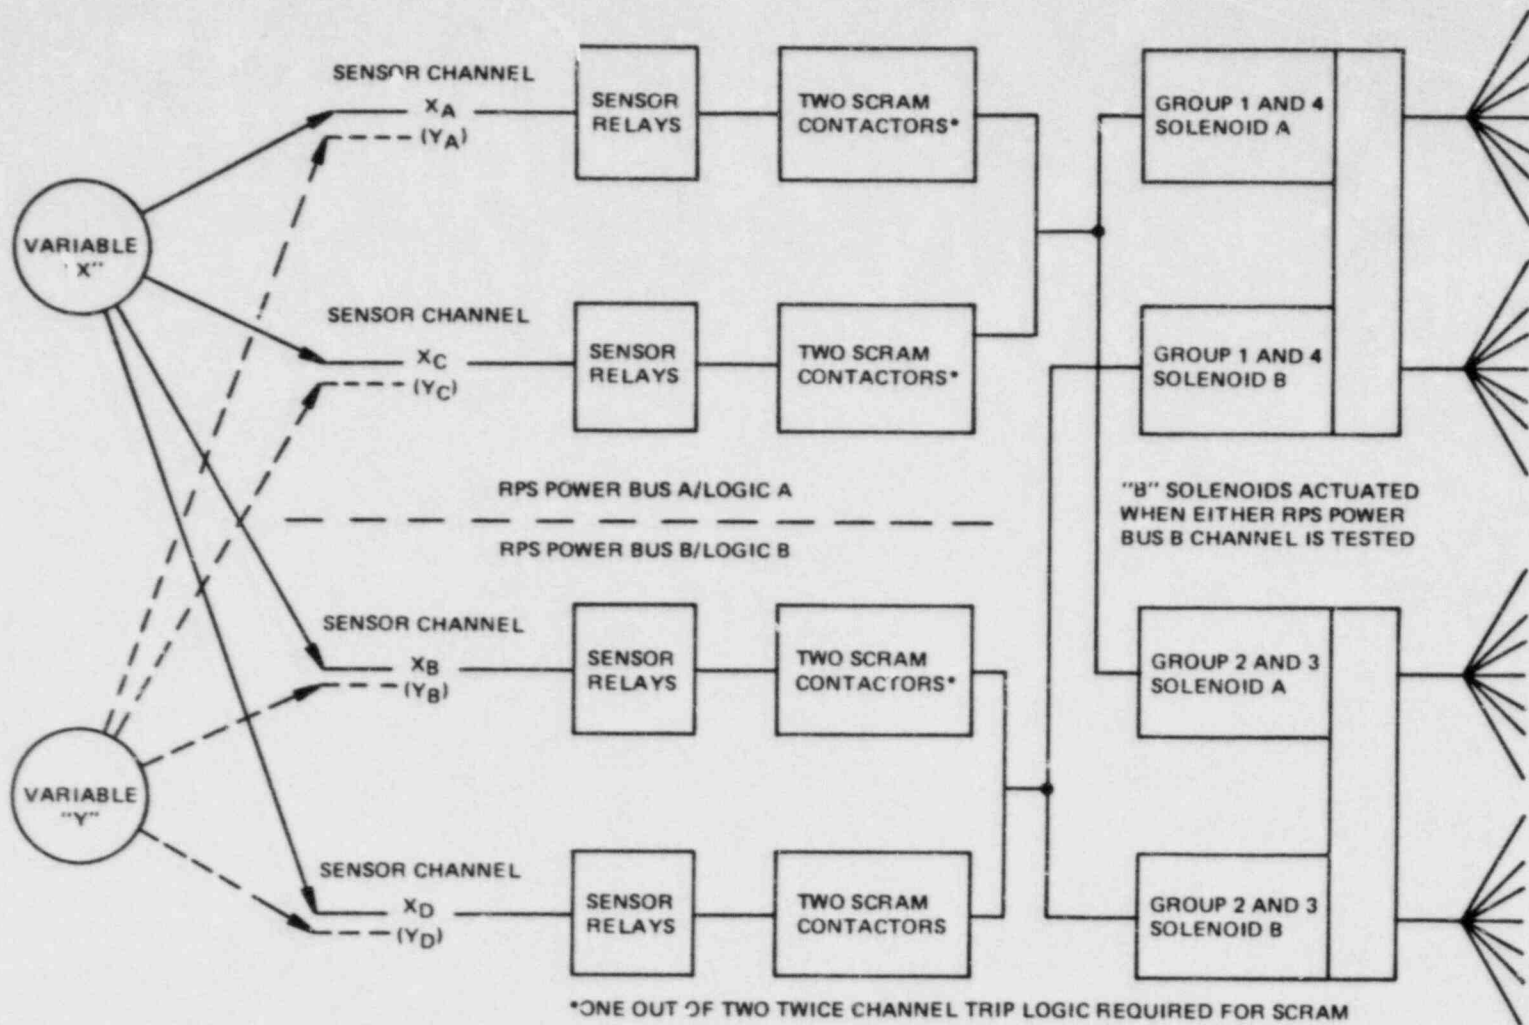 SENSOR CHANNEL
XA
(YA)
SENSOR
RELAYS
TWO SCRAM
CONTACTORS*
GROUP 1 AND 4
SOLENOID A
VARIABLE
"X"
SENSOR CHANNEL
XC
(YC)
SENSOR
RELAYS
TWO SCRAM
CONTACTORS*
GROUP 1 AND 4
SOLENOID B
RPS POWER BUS A/LOGIC A
RPS POWER BUS B/LOGIC B
"B" SOLENOIDS ACTUATED
WHEN EITHER RPS POWER
BUS B CHANNEL IS TESTED
SENSOR CHANNEL
XB
(YB)
SENSOR
RELAYS
TWO SCRAM
CONTACTORS*
GROUP 2 AND 3
SOLENOID A
VARIABLE
"Y"
SENSOR CHANNEL
XD
(YD)
SENSOR
RELAYS
TWO SCRAM
CONTACTORS
GROUP 2 AND 3
SOLENOID B
*ONE OUT OF TWO TWICE CHANNEL TRIP LOGIC REQUIRED FOR SCRAM